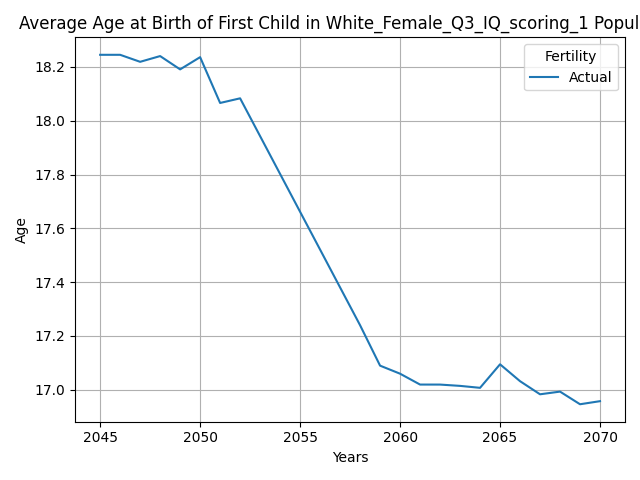 Average Age at Birth of First Child in White_Female_Q3_IQ_scoring_1 Popul
Fertility
Actual
Age
18.2
18.0
17.8
17.6
17.4
17.2
17.0
2045 2050 2055 2060 2065 2070
Years